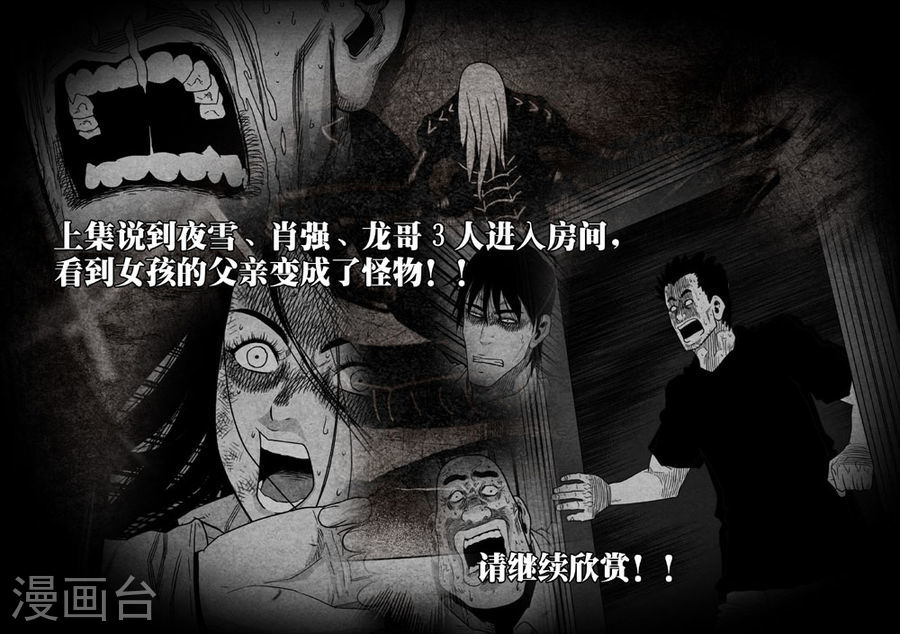 上集说到夜雪、肖强、龙哥3人进入房间，
看到女孩的父亲变成了怪物！！
请继续欣赏！！
漫画台